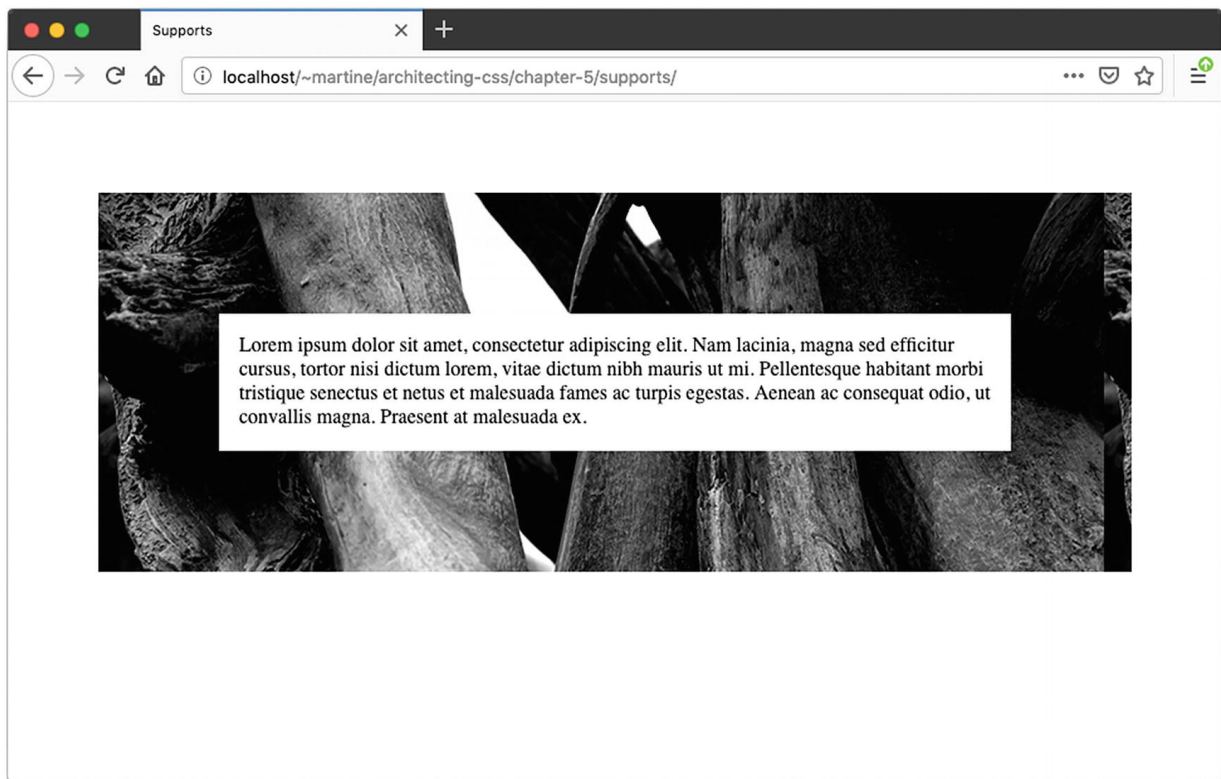 Supports
localhost/~martine/architecting-css/chapter-5/supports/
Lorem ipsum dolor sit amet, consectetur adipiscing elit. Nam lacinia, magna sed efficitur
cursus, tortor nisi dictum lorem, vitae dictum nibh mauris ut mi. Pellentesque habitant morbi
tristique senectus et netus et malesuada fames ac turpis egestas. Aenean ac consequat odio, ut
convallis magna. Praesent at malesuada ex.